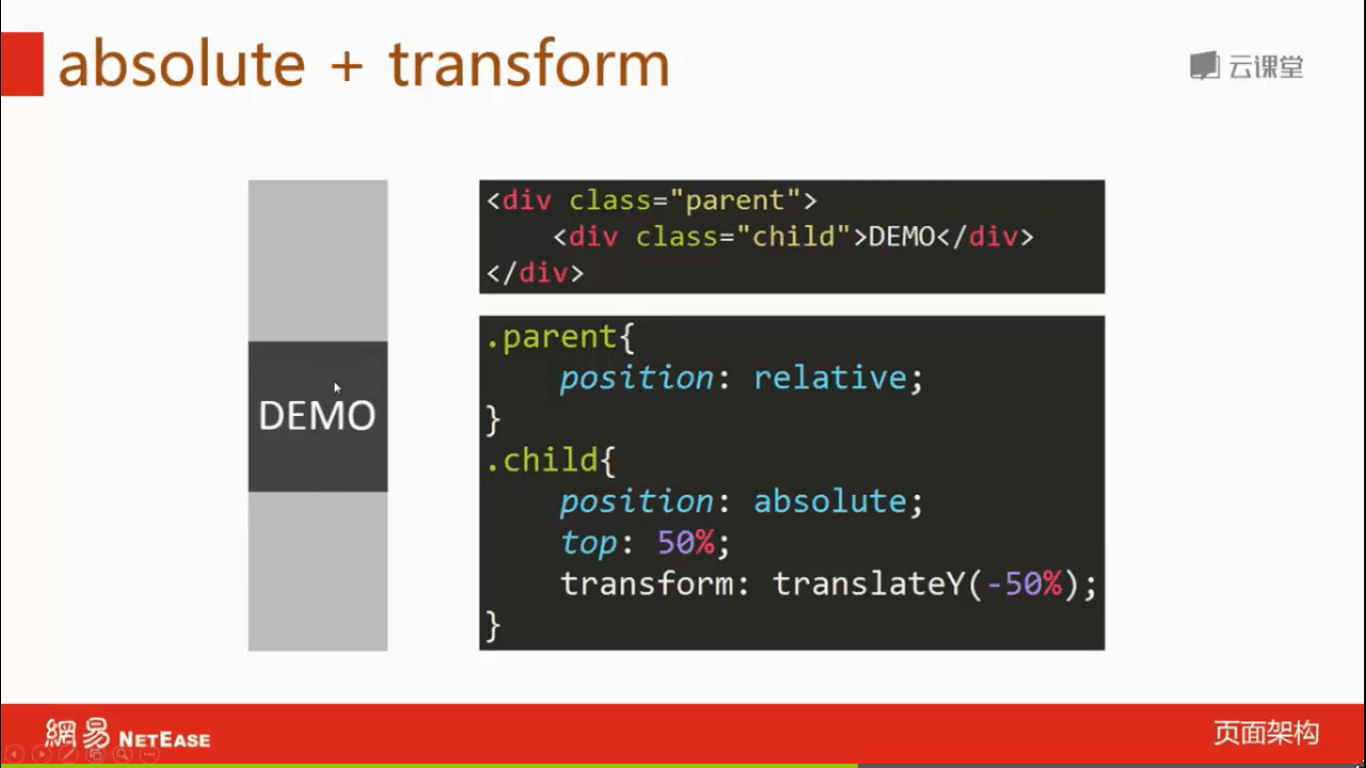 absolute + transform
云课堂
<div class="parent">
    <div class="child">DEMO</div>
</div>
DEMO
.parent{
    position: relative;
}
.child{
    position: absolute;
    top: 50%;
    transform: translateY(-50%);
}
網易 NETEASE
页面架构